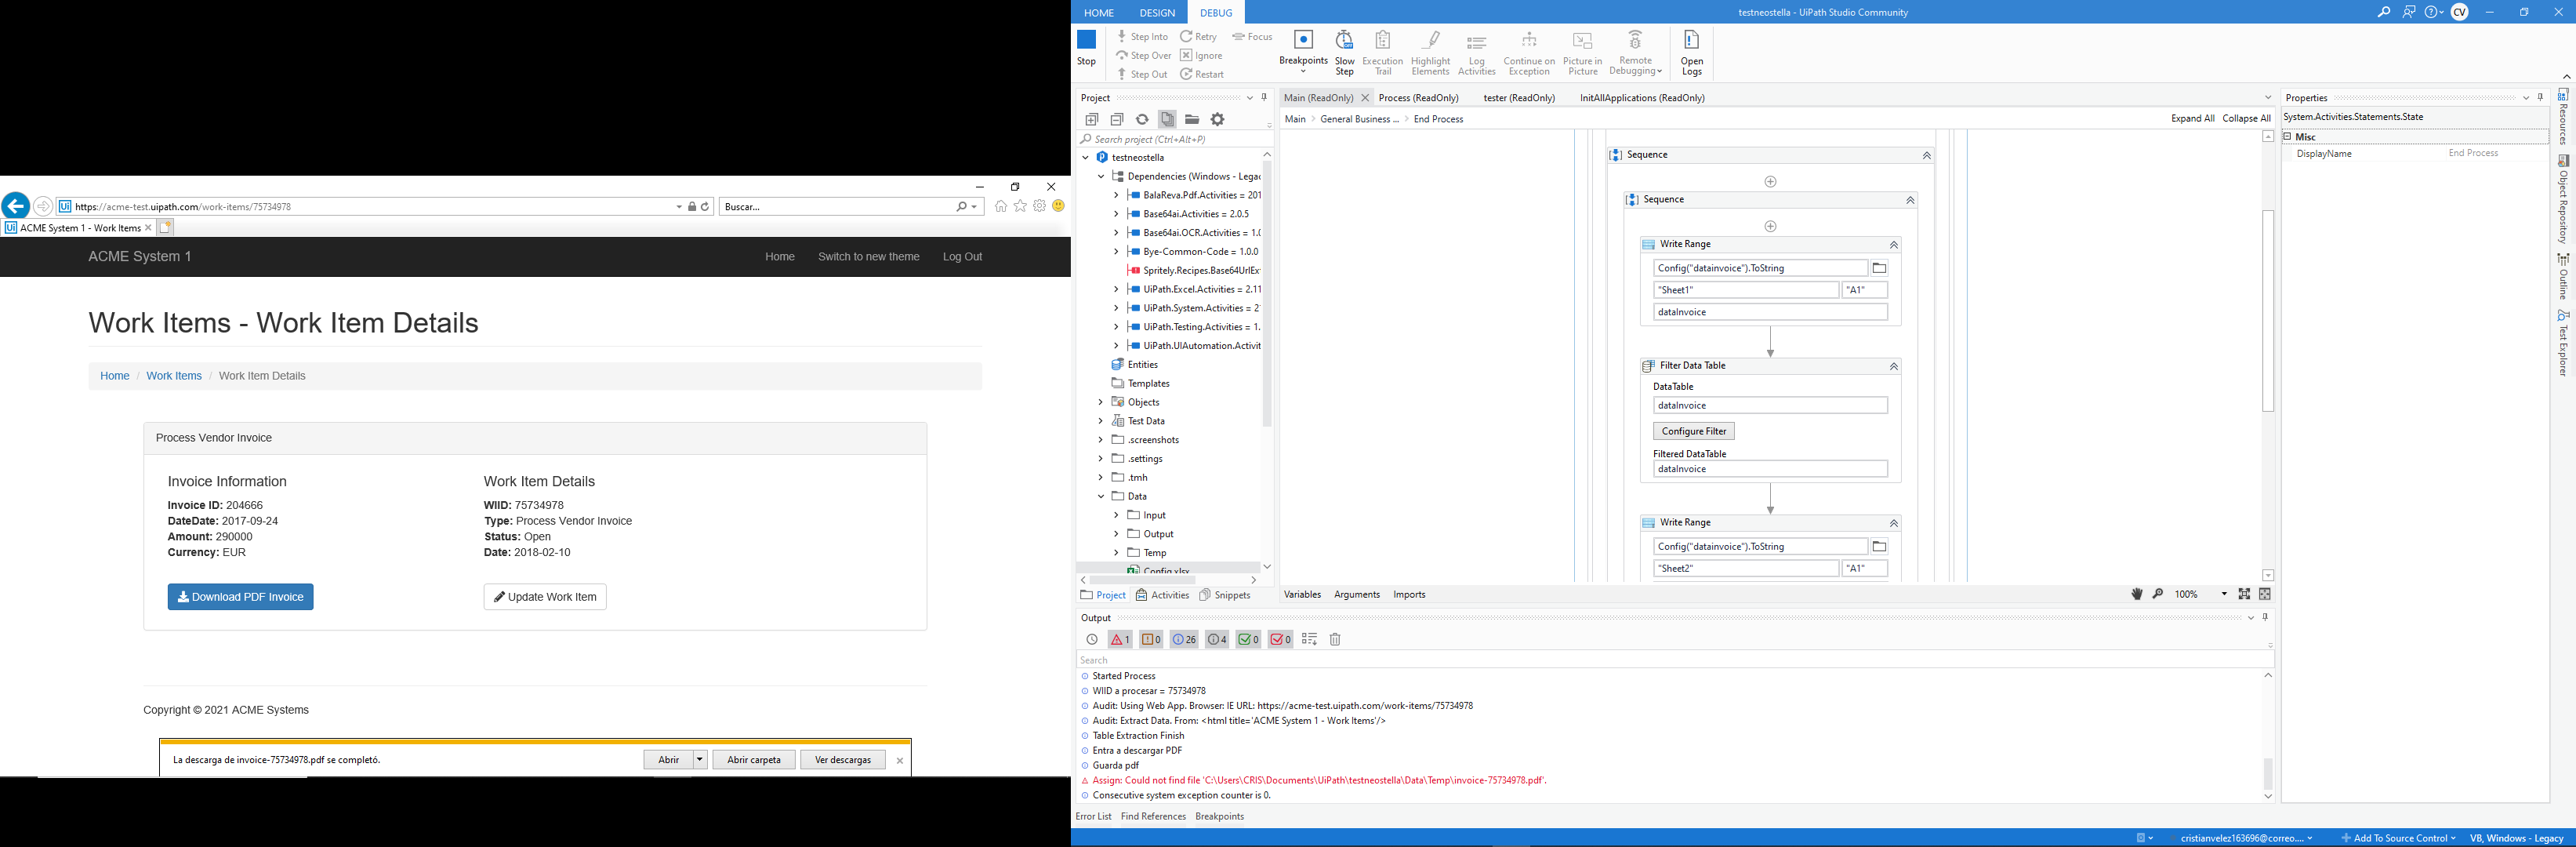 https://acme-test.uipath.com/work-items/75734978
Buscar...
ACME System 1 - Work Items
ACME System 1
Home
Switch to new theme
Log Out
Work Items - Work Item Details
Home / Work Items / Work Item Details
Process Vendor Invoice
Invoice Information
Invoice ID: 204666
DateDate: 2017-09-24
Amount: 290000
Currency: EUR
Download PDF Invoice
Work Item Details
WIID: 75734978
Type: Process Vendor Invoice
Status: Open
Date: 2018-02-10
Update Work Item
Copyright © 2021 ACME Systems
La descarga de invoice-75734978.pdf se completó.
Abrir
Abrir carpeta
Ver descargas
HOME
DESIGN
DEBUG
testneostella - UiPath Studio Community
CV
Stop
Step Into
Step Over
Step Out
Retry
Ignore
Restart
Focus
Breakpoints
Slow Step
Execution Trail
Highlight Elements
Log Activities
Continue on Exception
Picture in Picture
Remote Debugging
Open Logs
Project
Search project (Ctrl+Alt+P)
testneostella
Dependencies (Windows - Legac
BalaReva.Pdf.Activities = 201
Base64ai.Activities = 2.0.5
Base64ai.OCR.Activities = 1.0
Bye-Common-Code = 1.0.0
Spritely.Recipes.Base64UrlEx
UiPath.Excel.Activities = 2.11
UiPath.System.Activities = 2
UiPath.Testing.Activities = 1.
UiPath.UIAutomation.Activit
Entities
Templates
Objects
Test Data
.screenshots
.settings
.tmh
Data
Input
Output
Temp
Config.xlsx
Project
Activities
Snippets
Main (ReadOnly)
Process (ReadOnly)
tester (ReadOnly)
InitAllApplications (ReadOnly)
Main > General Business ... > End Process
Expand All
Collapse All
Sequence
Sequence
Write Range
Config("datainvoice").ToString
"Sheet1"
"A1"
dataInvoice
Filter Data Table
DataTable
dataInvoice
Configure Filter
Filtered DataTable
dataInvoice
Write Range
Config("datainvoice").ToString
"Sheet2"
"A1"
Variables
Arguments
Imports
100%
Properties
System.Activities.Statements.State
Misc
DisplayName
End Process
Resources
Object Repository
Outline
Test Explorer
Output
1
0
26
4
0
0
Search
Started Process
WIID a procesar = 75734978
Audit: Using Web App. Browser: IE URL: https://acme-test.uipath.com/work-items/75734978
Audit: Extract Data. From: <html title='ACME System 1 - Work Items'/>
Table Extraction Finish
Entra a descargar PDF
Guarda pdf
Assign: Could not find file 'C:\Users\CRIS\Documents\UiPath\testneostella\Data\Temp\invoice-75734978.pdf'.
Consecutive system exception counter is 0.
Error List
Find References
Breakpoints
cristianvelez163696@correo....
Add To Source Control
VB, Windows - Legacy